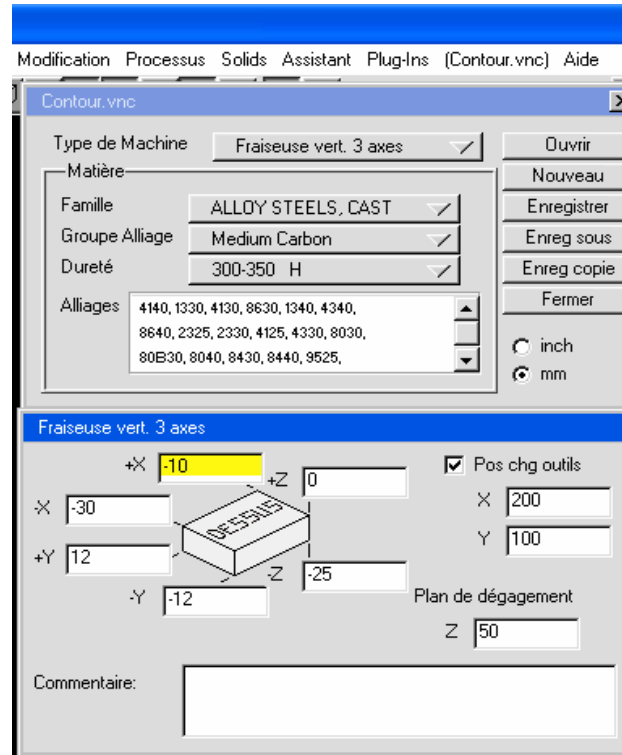 Modification Processus Solids Assistant Plug-Ins (Contour.vnc) Aide
Contour.vnc
Type de Machine Fraiseuse vert. 3 axes Ouvrir
Matière Nouveau
Famille ALLOY STEELS, CAST Enregistrer
Groupe Alliage Medium Carbon Enreg sous
Dureté 300-350 H Enreg copie
Alliages 4140, 1330, 4130, 8630, 1340, 4340, Fermer
8640, 2325, 2330, 4125, 4330, 8030,
80B30, 8040, 8430, 8440, 9525,
inch
mm
Fraiseuse vert. 3 axes
+X -10 +Z 0 Pos chg outils
-X -30 X 200
DESSUS
+Y 12 Y 100
-Z -25
-Y -12 Plan de dégagement
Z 50
Commentaire: